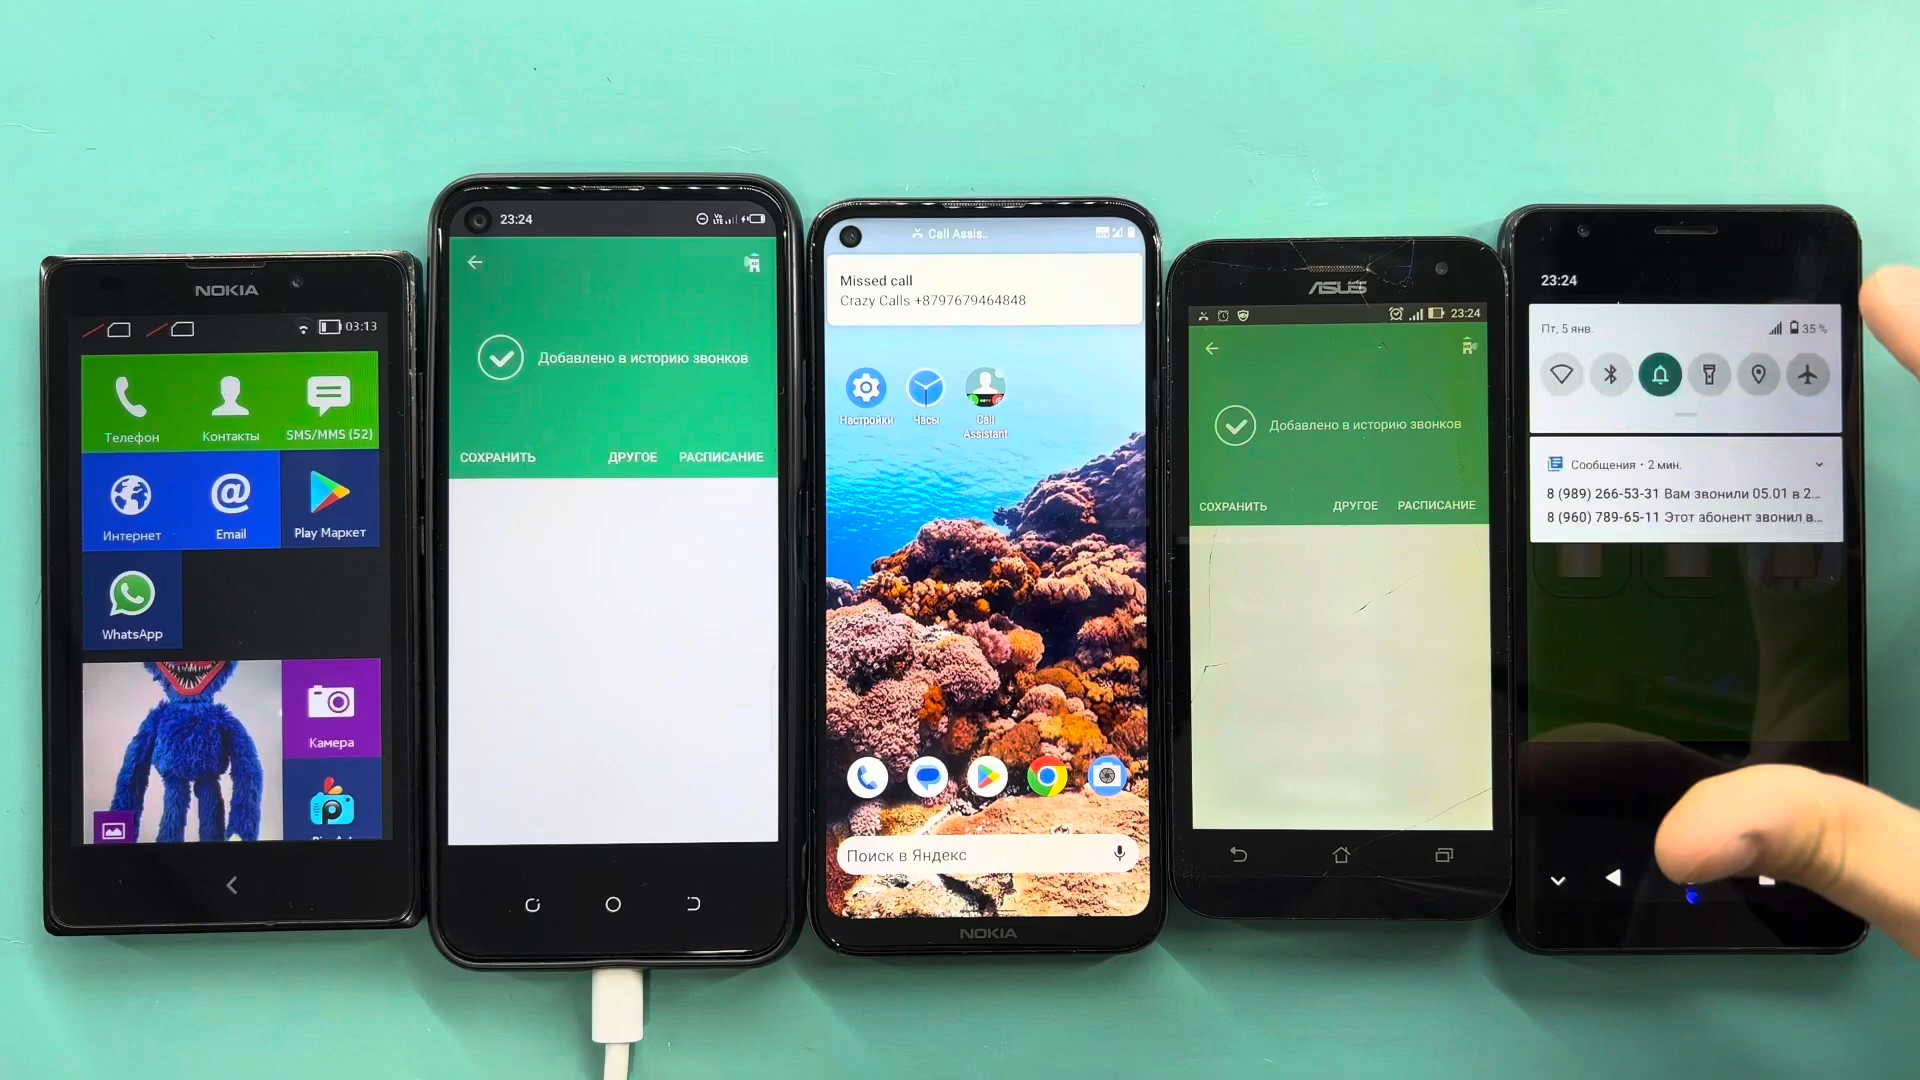 NOKIA
03:13
Телефон
Контакты
SMS/MMS (52)
Интернет
Email
Play Маркет
WhatsApp
Камера
23:24
Добавлено в историю звонков
СОХРАНИТЬ
ДРУГОЕ
РАСПИСАНИЕ
Call Assis..
Missed call
Crazy Calls +8797679464848
Настройки
Часы
Call Assistant
Поиск в Яндекс
NOKIA
ASUS
23:24
Добавлено в историю звонков
СОХРАНИТЬ
ДРУГОЕ
РАСПИСАНИЕ
23:24
Пт, 5 янв.
35 %
Сообщения • 2 мин.
8 (989) 266-53-31 Вам звонили 05.01 в 2...
8 (960) 789-65-11 Этот абонент звонил в...